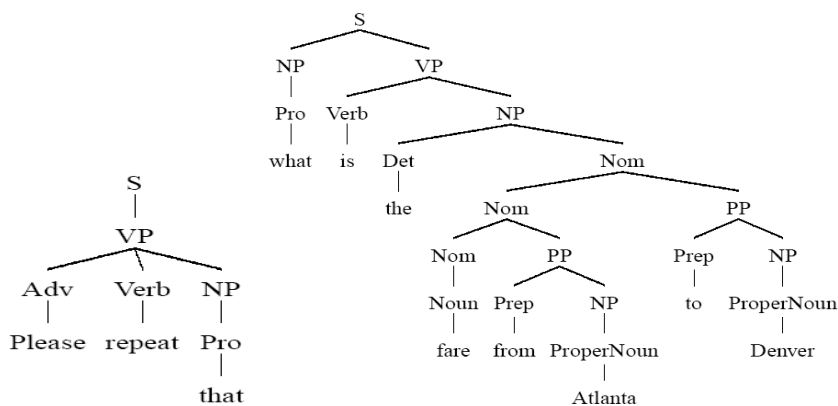 S
NP VP
Pro Verb NP
what is Det Nom
the Nom PP
Nom PP Prep NP
Noun Prep NP to ProperNoun
fare from ProperNoun Denver
Atlanta
S
VP
Adv Verb NP
Please repeat Pro
that